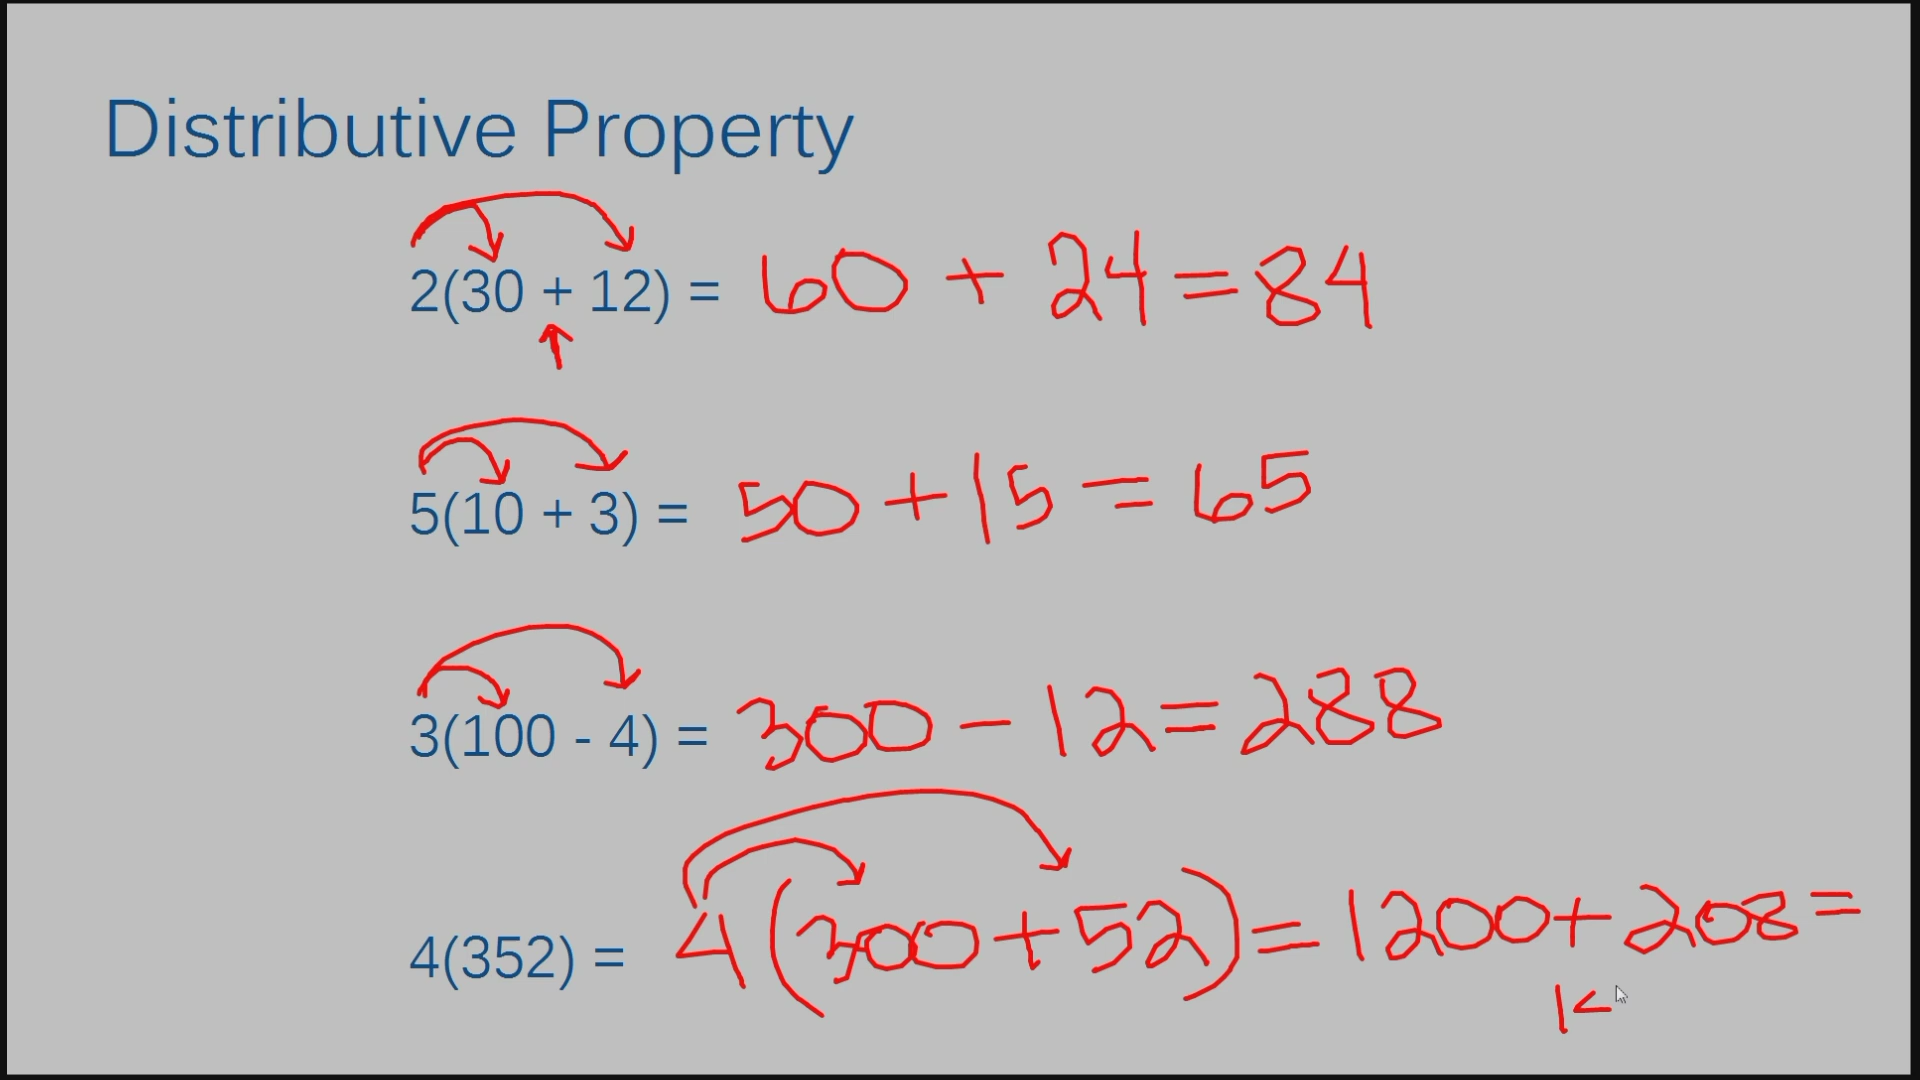 Distributive Property
2(30 + 12) = 60 + 24 = 84
5(10 + 3) = 50 + 15 = 65
3(100 - 4) = 300 - 12 = 288
4(352) = 4(300 + 52) = 1200 + 208 =
1